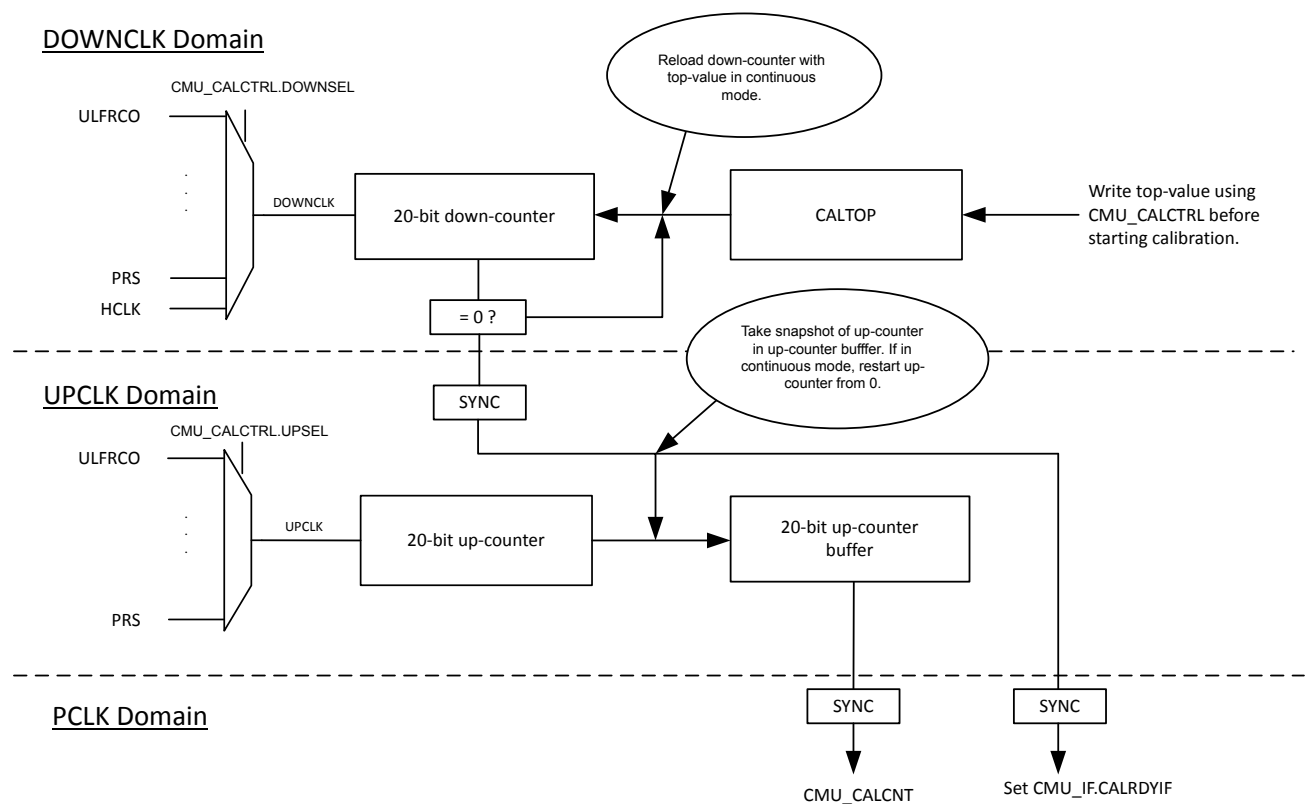 DOWNCLK Domain
CMU_CALCTRL.DOWNSEL
ULFRCO
.
.
.
PRS
HCLK
DOWNCLK
20-bit down-counter
= 0 ?
Reload down-counter with
top-value in continuous
mode.
CALTOP
Write top-value using
CMU_CALCTRL before
starting calibration.
Take snapshot of up-counter
in up-counter bufffer. If in
continuous mode, restart up-
counter from 0.
UPCLK Domain
SYNC
CMU_CALCTRL.UPSEL
ULFRCO
.
.
.
PRS
UPCLK
20-bit up-counter
20-bit up-counter
buffer
PCLK Domain
SYNC
SYNC
CMU_CALCNT
Set CMU_IF.CALRDYIF